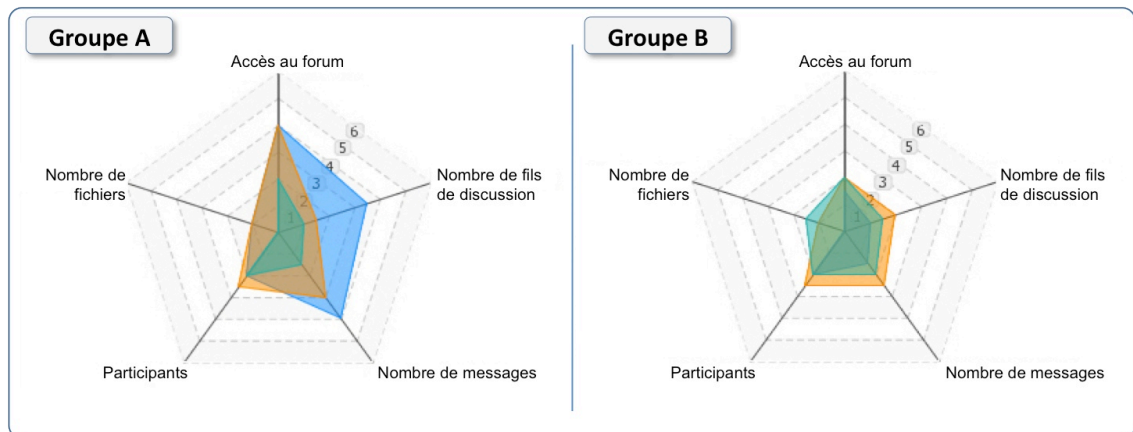 Groupe A
Accès au forum
6
5
4
3
2
1
Nombre de fils
de discussion
Nombre de messages
Participants
Nombre de
fichiers
Groupe B
Accès au forum
6
5
4
3
2
1
Nombre de fils
de discussion
Nombre de messages
Participants
Nombre de
fichiers